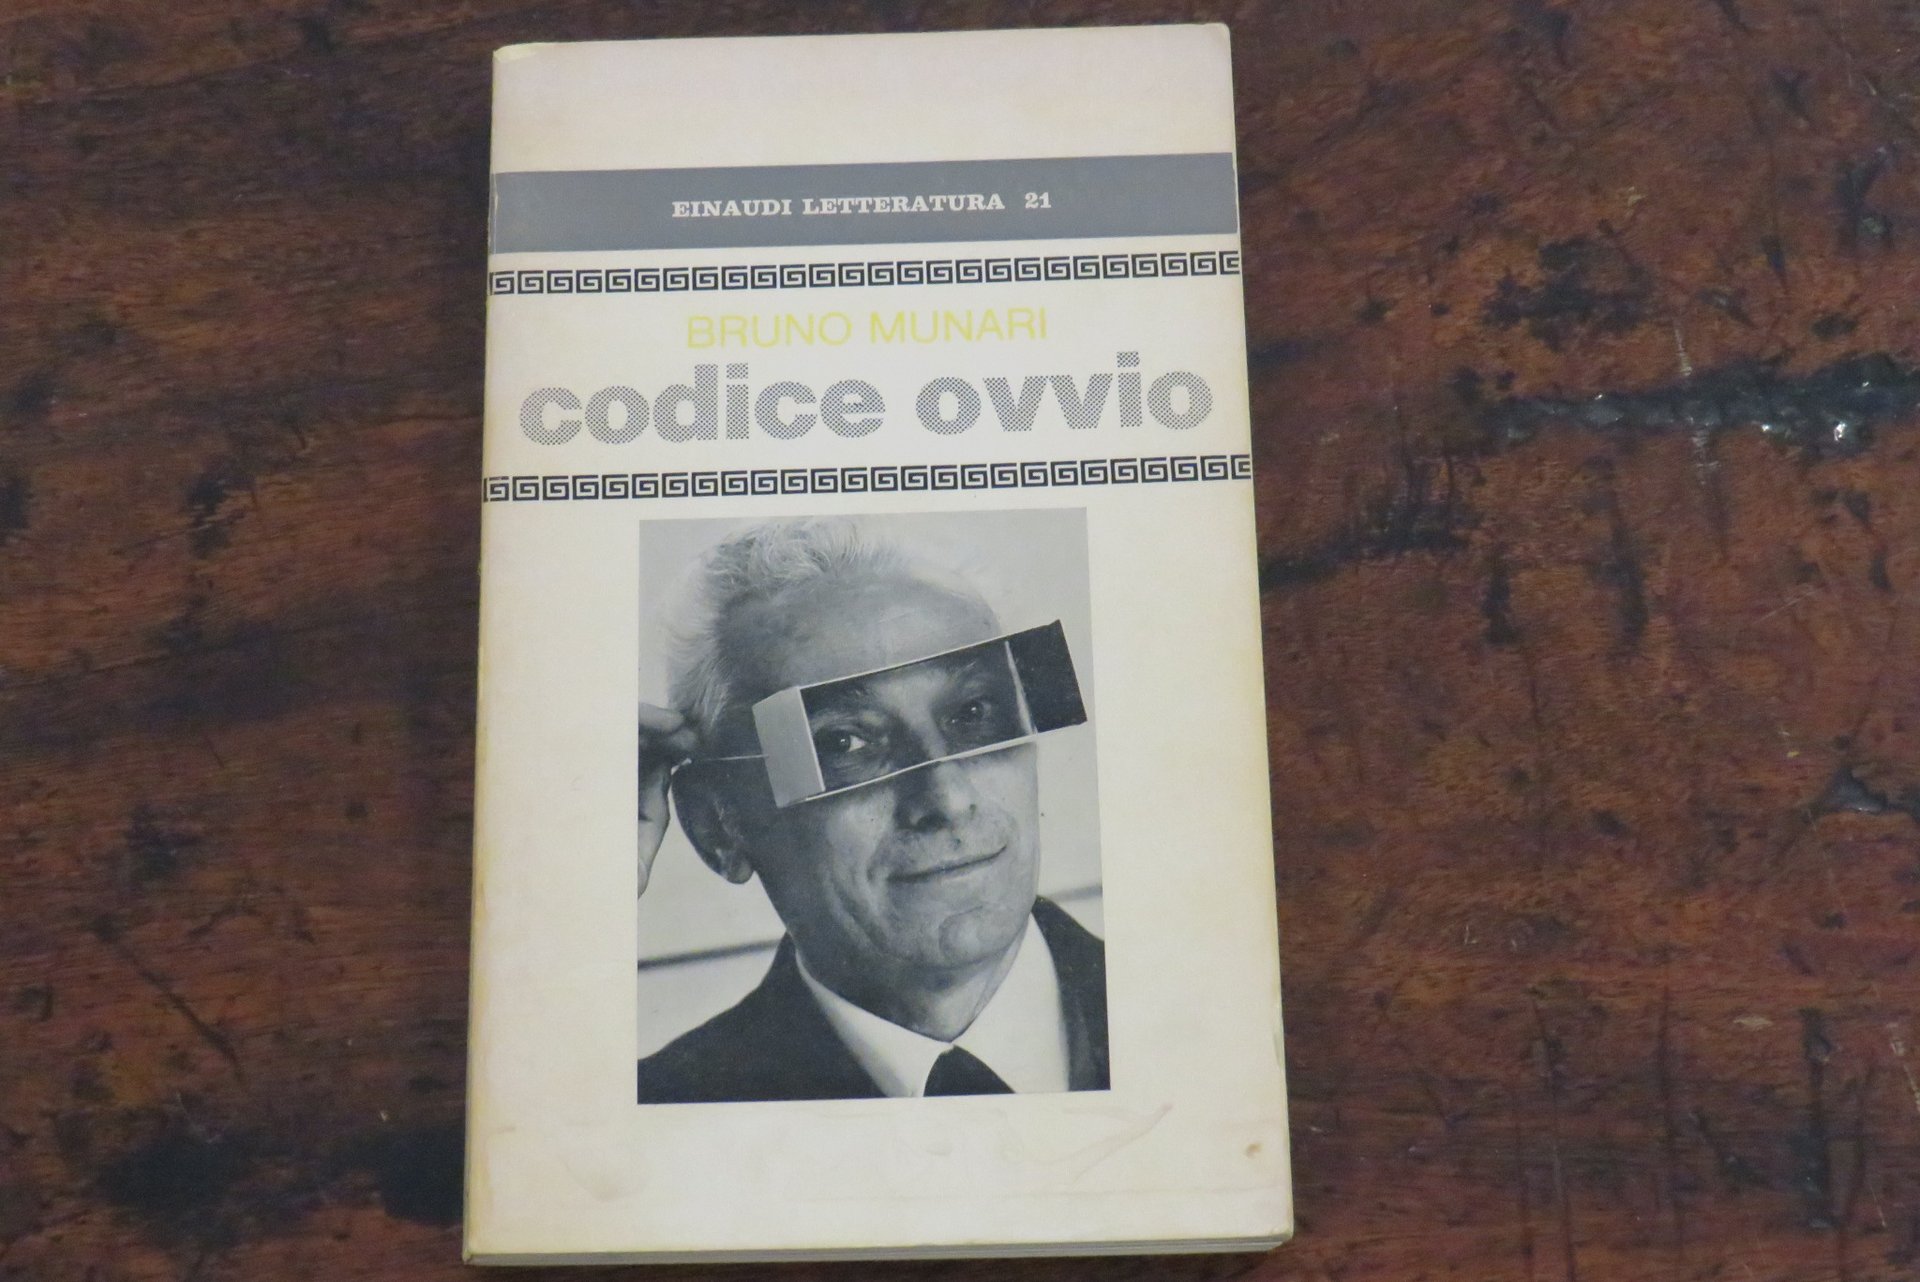 EINAUDI LETTERATURA 21
BRUNO MUNARI
codice ovvio